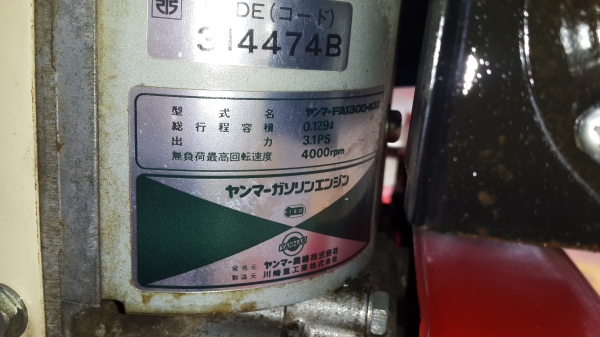 DE(コード)
314474B
型式名 ヤンマーFA1300-K
総行程容積 0.129ℓ
出力 3.1PS
無負荷最高回転速度 4000rpm
ヤンマーガソリンエンジン
発売元 ヤンマー農機株式会社
製造元 川崎重工業株式会社